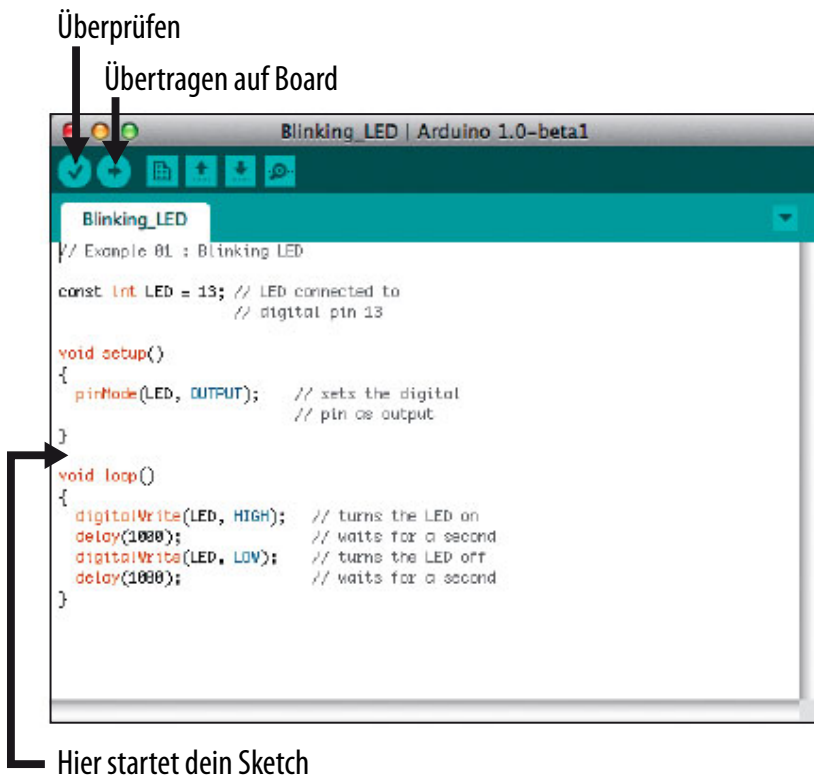 Überprüfen
Übertragen auf Board
Blinking_LED | Arduino 1.0-beta1
Blinking_LED
// Example 01 : Blinking LED
const int LED = 13; // LED connected to
// digital pin 13
void setup()
{
pinMode(LED, OUTPUT); // sets the digital
// pin as output
}
void loop()
{
digitalWrite(LED, HIGH); // turns the LED on
delay(1000); // waits for a second
digitalWrite(LED, LOW); // turns the LED off
delay(1000); // waits for a second
}
Hier startet dein Sketch